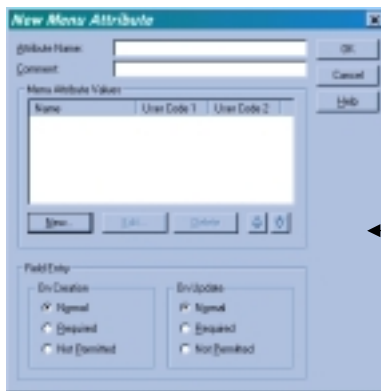 New Menu Attribute
Attribute Name:
OK
Comment:
Cancel
Menu Attribute Values
Help
Name User Code 1 User Code 2
New... Edit... Delete
Field Entry
On Creation On Update
Normal Normal
Required Required
Not Permitted Not Permitted